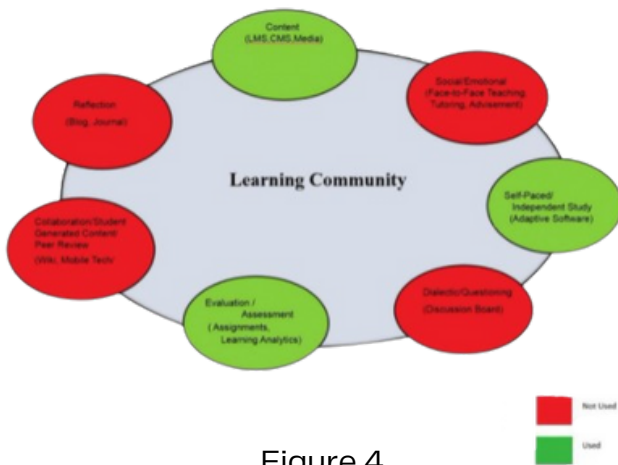 Content
(LMS,CMS,Media)
Social/Emotional
(Face-to-Face Teaching,
Tutoring, Advisement)
Reflection
(Blog, Journal)
Learning Community
Self-Paced/
Independent Study
(Adaptive Software)
Collaboration/Student
Generated Content/
Peer Review
(Wiki, Mobile Tech/
Evaluation /
Assessment
( Assignments,
Learning Analytics)
Dialectic/Questioning
(Discussion Board)
Not Used
Used
Figure 4